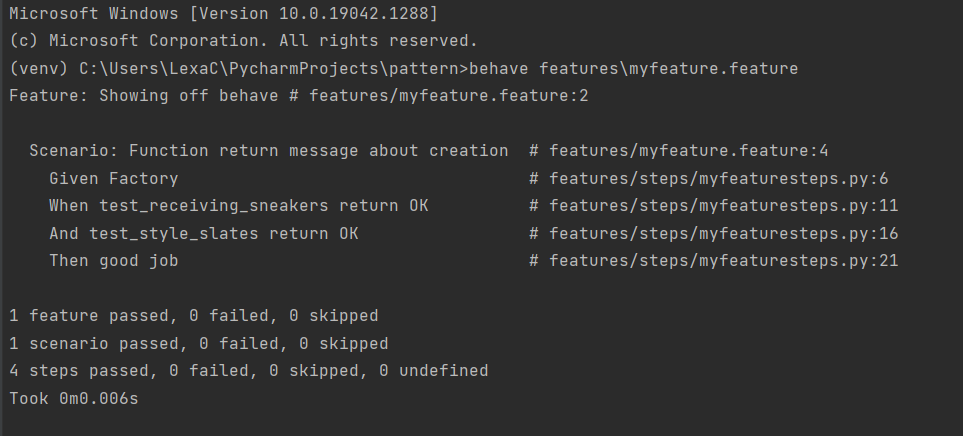 Microsoft Windows [Version 10.0.19042.1288]
(c) Microsoft Corporation. All rights reserved.
(venv) C:\Users\LexaC\PycharmProjects\pattern>behave features\myfeature.feature
Feature: Showing off behave # features/myfeature.feature:2
Scenario: Function return message about creation # features/myfeature.feature:4
Given Factory # features/steps/myfeaturesteps.py:6
When test_receiving_sneakers return OK # features/steps/myfeaturesteps.py:11
And test_style_slates return OK # features/steps/myfeaturesteps.py:16
Then good job # features/steps/myfeaturesteps.py:21
1 feature passed, 0 failed, 0 skipped
1 scenario passed, 0 failed, 0 skipped
4 steps passed, 0 failed, 0 skipped, 0 undefined
Took 0m0.006s